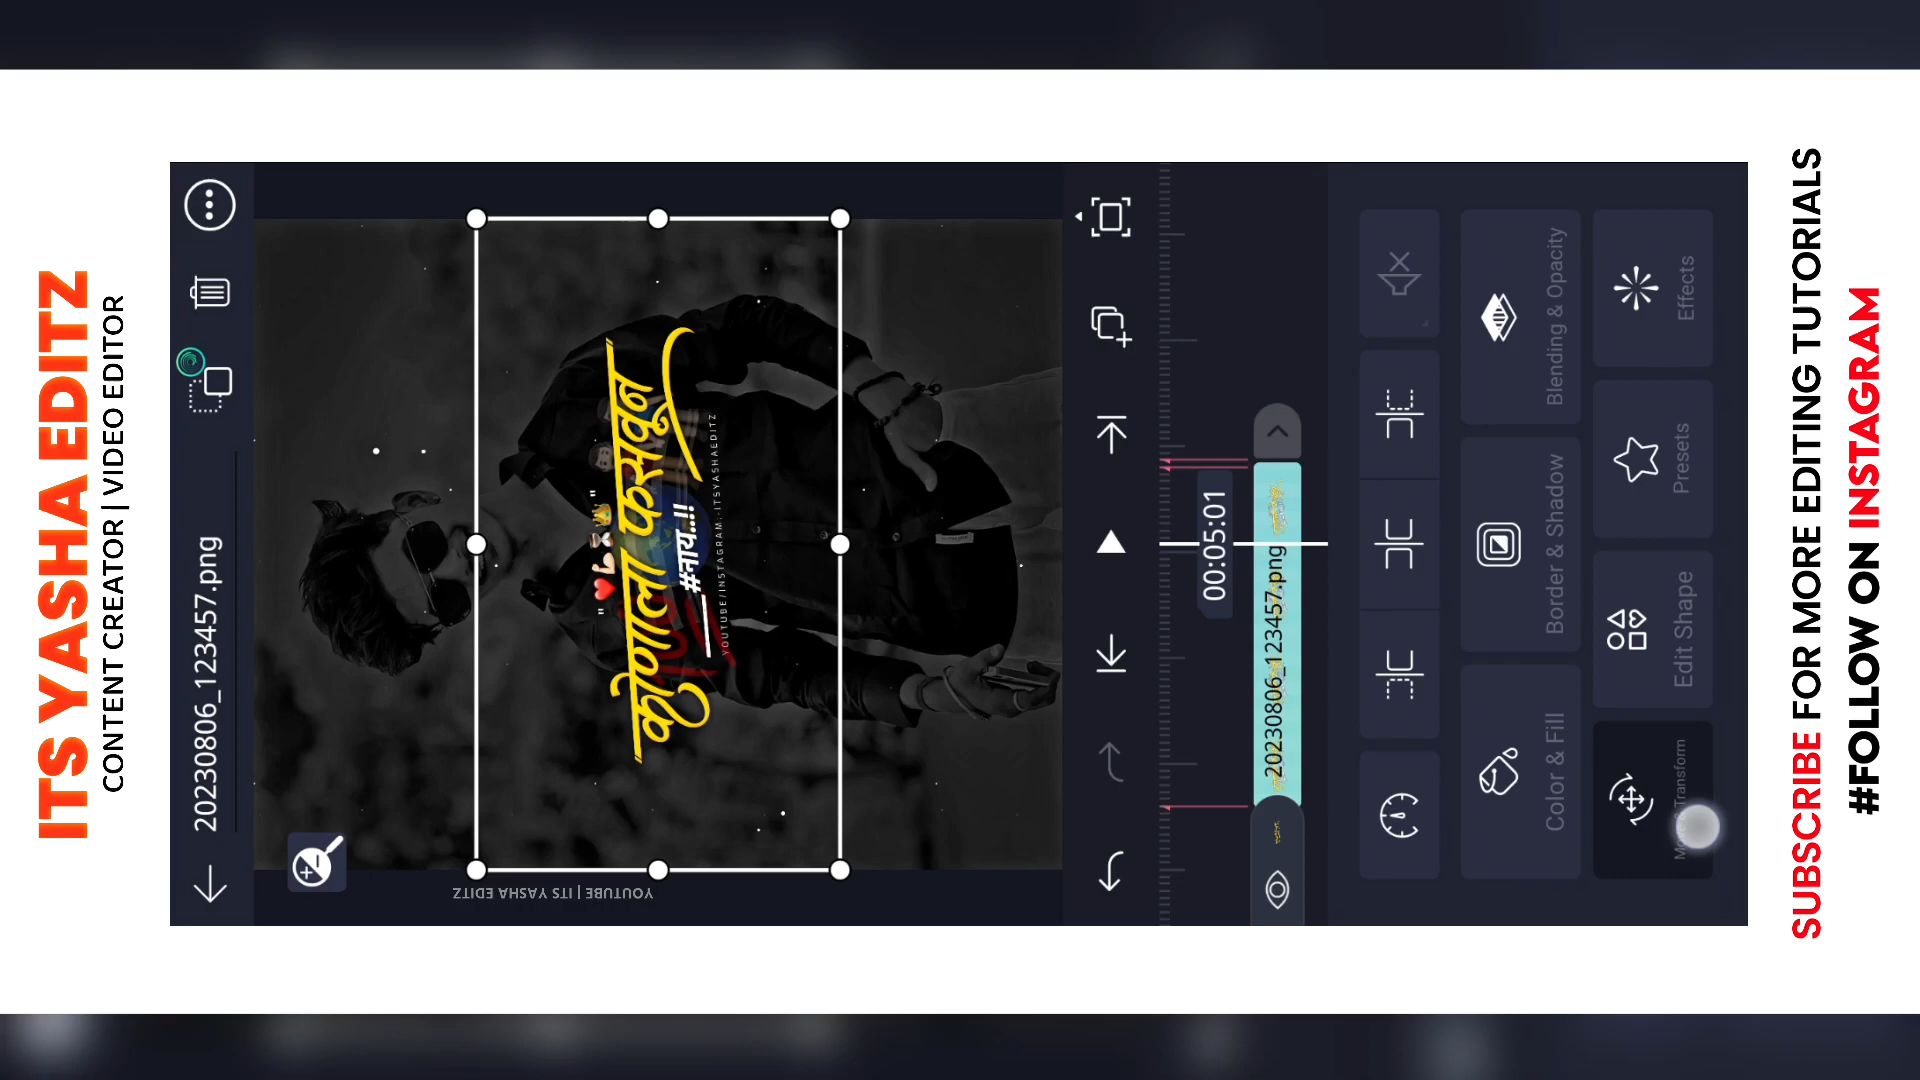 ITS YASHA EDITZ
CONTENT CREATOR | VIDEO EDITOR
20230806_123457.png
कोणाला फसवून
#नाय...!!
YOUTUBE/INSTAGRAM:-ITSYASHAEDITZ
YOUTUBE | ITS YASHA EDITZ
00:05:01
20230806_123457.png
Color & Fill
Border & Shadow
Blending & Opacity
Transform
Edit Shape
Presets
Effects
SUBSCRIBE FOR MORE EDITING TUTORIALS
#FOLLOW ON INSTAGRAM